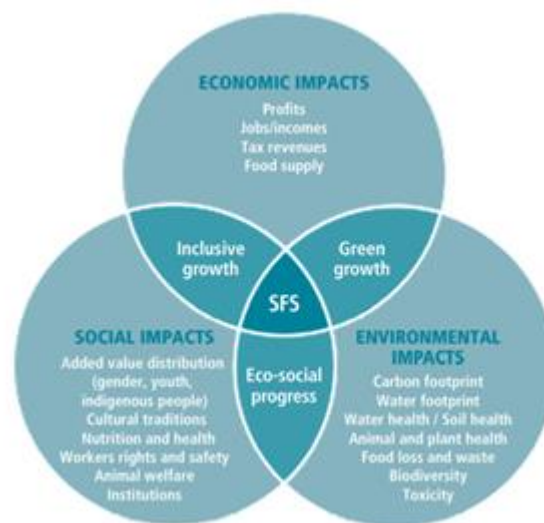 ECONOMIC IMPACTS
Profits
Jobs/incomes
Tax revenues
Food supply
Inclusive
growth
Green
growth
SFS
SOCIAL IMPACTS
Added value distribution
(gender, youth,
indigenous people)
Cultural traditions
Nutrition and health
Workers rights and safety
Animal welfare
Institutions
Eco-social
progress
ENVIRONMENTAL
IMPACTS
Carbon footprint
Water footprint
Water health / Soil health
Animal and plant health
Food loss and waste
Biodiversity
Toxicity